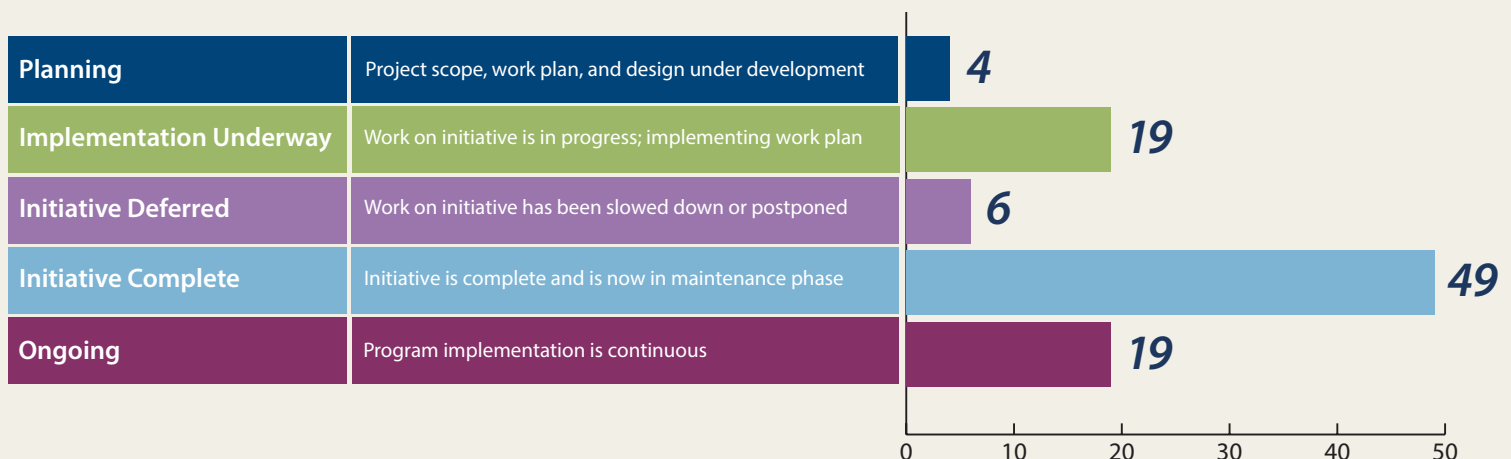 Planning Project scope, work plan, and design under development 4
Implementation Underway Work on initiative is in progress; implementing work plan 19
Initiative Deferred Work on initiative has been slowed down or postponed 6
Initiative Complete Initiative is complete and is now in maintenance phase 49
Ongoing Program implementation is continuous 19
0 10 20 30 40 50